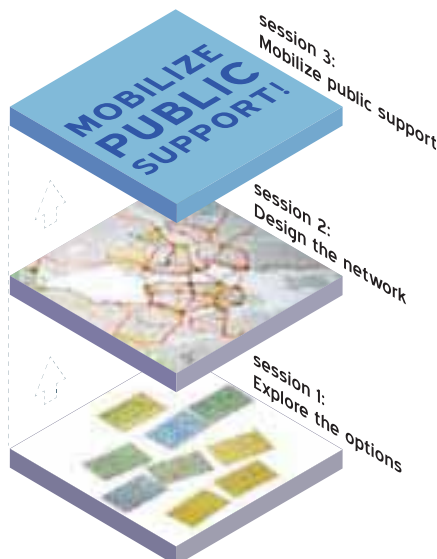 session 3:
Mobilize public support
MOBILIZE
PUBLIC
SUPPORT!
session 2:
Design the network
session 1:
Explore the options